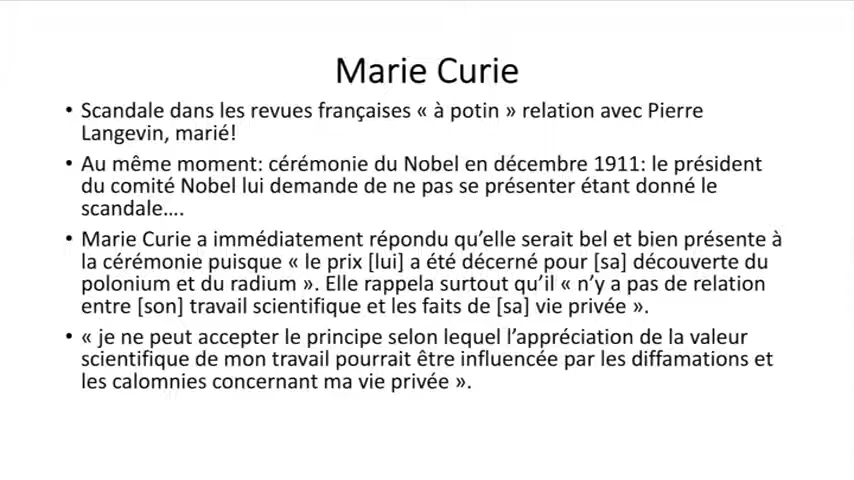 Marie Curie
• Scandale dans les revues françaises « à potin » relation avec Pierre
Langevin, marié!
• Au même moment: cérémonie du Nobel en décembre 1911: le président
du comité Nobel lui demande de ne pas se présenter étant donné le
scandale….
• Marie Curie a immédiatement répondu qu’elle serait bel et bien présente à
la cérémonie puisque « le prix [lui] a été décerné pour [sa] découverte du
polonium et du radium ». Elle rappela surtout qu’il « n’y a pas de relation
entre [son] travail scientifique et les faits de [sa] vie privée ».
• « je ne peut accepter le principe selon lequel l’appréciation de la valeur
scientifique de mon travail pourrait être influencée par les diffamations et
les calomnies concernant ma vie privée ».